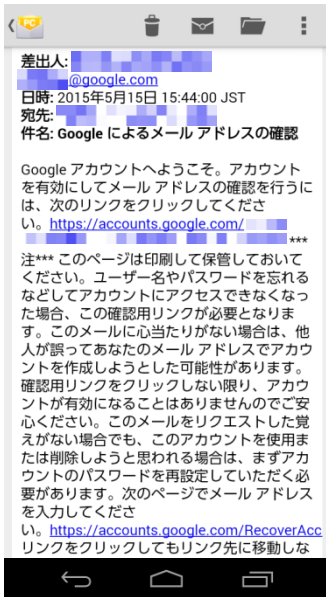 PC
差出人:
@google.com
日時: 2015年5月15日 15:44:00 JST
宛先:
件名: Google によるメール アドレスの確認
Google アカウントへようこそ。アカウント
を有効にしてメール アドレスの確認を行うに
は、次のリンクをクリックしてくださ
い。https://accounts.google.com/
***
注*** このページは印刷して保管しておいて
ください。ユーザー名やパスワードを忘れる
などしてアカウントにアクセスできなくなっ
た場合、この確認用リンクが必要となりま
す。このメールに心当たりがない場合は、他
人が誤ってあなたのメール アドレスでアカウ
ントを作成しようとした可能性があります。
確認用リンクをクリックしない限り、アカウ
ントが有効になることはありませんのでご安
心ください。このメールをリクエストした覚
えがない場合でも、このアカウントを使用ま
たは削除しようと思われる場合は、まずアカ
ウントのパスワードを再設定していただく必
要があります。次のページでメール アドレス
を入力してくださ
い。https://accounts.google.com/RecoverAcc
リンクをクリックしてもリンク先に移動しな